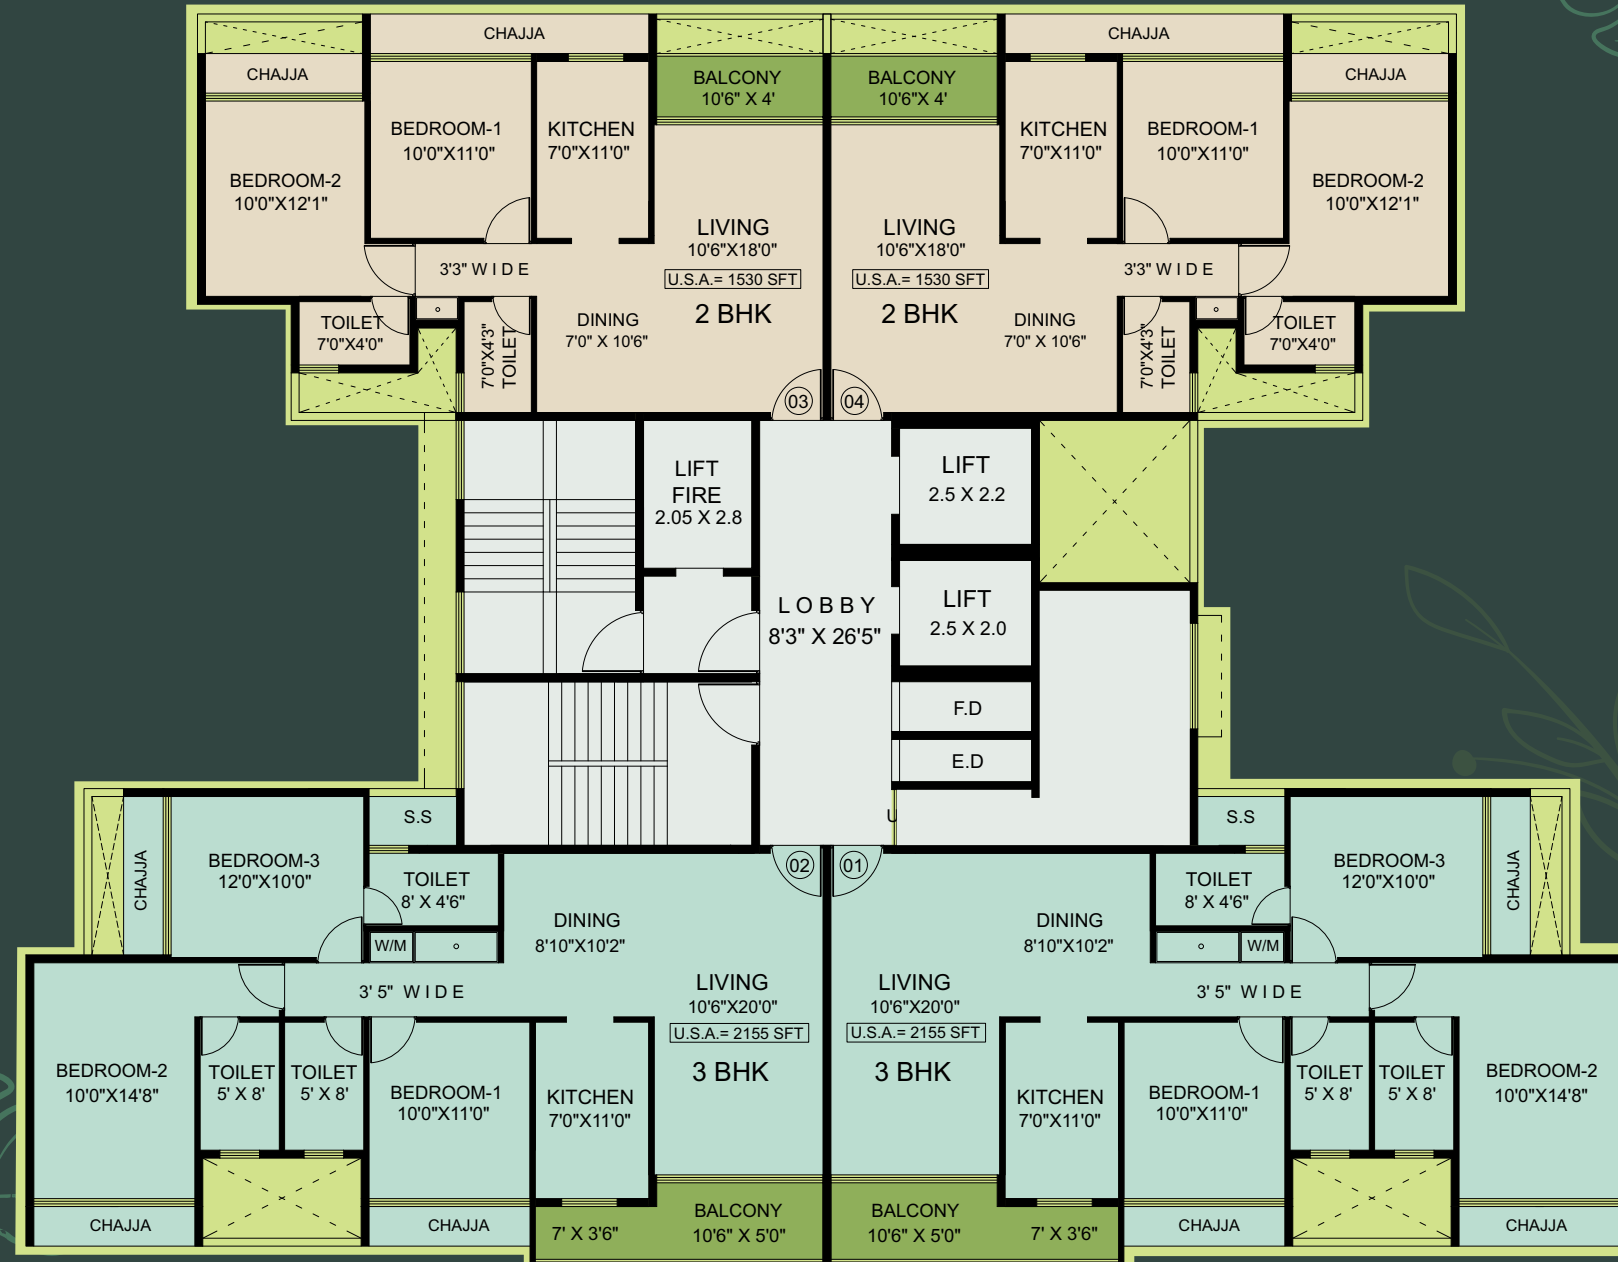 CHAJJA
CHAJJA
CHAJJA
CHAJJA
BALCONY
10'6" X 4'
BALCONY
10'6"X 4'
BEDROOM-1
10'0"X11'0"
KITCHEN
7'0"X11'0"
KITCHEN
7'0"X11'0"
BEDROOM-1
10'0"X11'0"
BEDROOM-2
10'0"X12'1"
BEDROOM-2
10'0"X12'1"
LIVING
10'6"X18'0"
U.S.A.= 1530 SFT
2 BHK
LIVING
10'6"X18'0"
U.S.A.= 1530 SFT
2 BHK
3'3" W I D E
3'3" W I D E
TOILET
7'0"X4'0"
7'0"X4'3"
TOILET
DINING
7'0" X 10'6"
DINING
7'0" X 10'6"
7'0"X4'3"
TOILET
TOILET
7'0"X4'0"
03
04
LIFT
FIRE
2.05 X 2.8
LIFT
2.5 X 2.2
L O B B Y
8'3" X 26'5"
LIFT
2.5 X 2.0
F.D
E.D
U
S.S
S.S
02
01
CHAJJA
BEDROOM-3
12'0"X10'0"
TOILET
8' X 4'6"
W/M
DINING
8'10"X10'2"
DINING
8'10"X10'2"
TOILET
8' X 4'6"
W/M
BEDROOM-3
12'0"X10'0"
CHAJJA
3' 5" W I D E
3' 5" W I D E
LIVING
10'6"X20'0"
U.S.A.= 2155 SFT
3 BHK
LIVING
10'6"X20'0"
U.S.A.= 2155 SFT
3 BHK
BEDROOM-2
10'0"X14'8"
TOILET
5' X 8'
TOILET
5' X 8'
BEDROOM-1
10'0"X11'0"
KITCHEN
7'0"X11'0"
KITCHEN
7'0"X11'0"
BEDROOM-1
10'0"X11'0"
TOILET
5' X 8'
TOILET
5' X 8'
BEDROOM-2
10'0"X14'8"
CHAJJA
CHAJJA
7' X 3'6"
BALCONY
10'6" X 5'0"
BALCONY
10'6" X 5'0"
7' X 3'6"
CHAJJA
CHAJJA